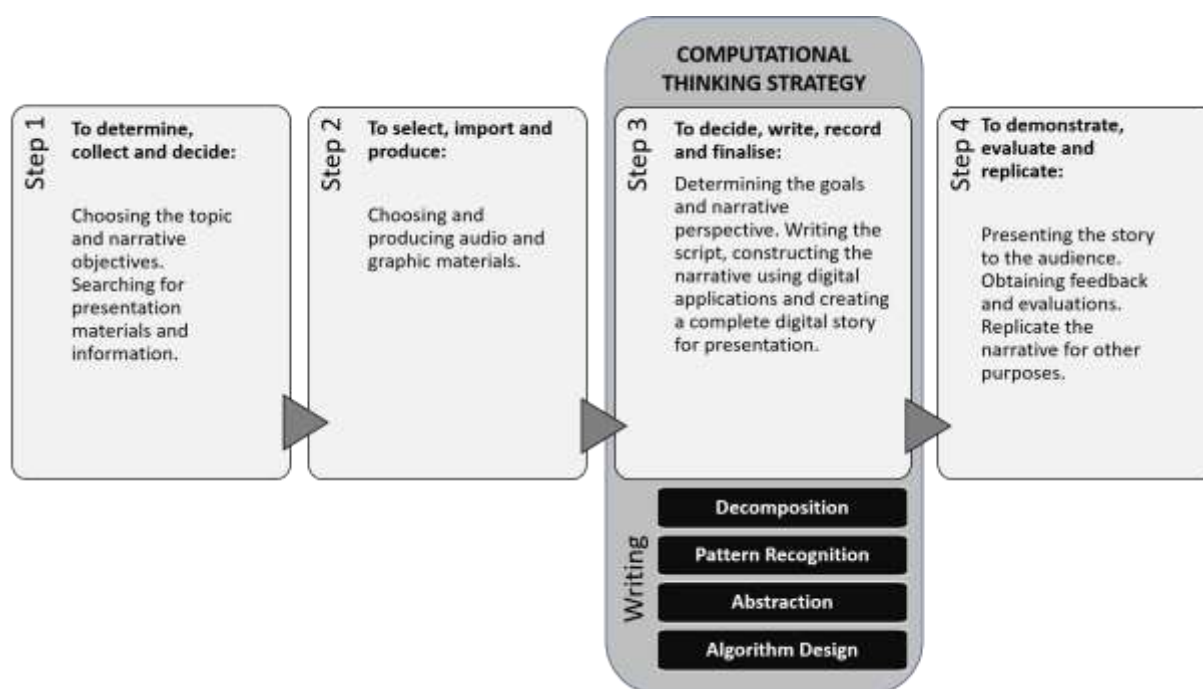 COMPUTATIONAL
THINKING STRATEGY
Step 1
To determine,
collect and decide:
Choosing the topic
and narrative
objectives.
Searching for
presentation
materials and
information.
Step 2
To select, import and
produce:
Choosing and
producing audio and
graphic materials.
Step 3
To decide, write, record
and finalise:
Determining the goals
and narrative
perspective. Writing the
script, constructing the
narrative using digital
applications and creating
a complete digital story
for presentation.
Step 4
To demonstrate,
evaluate and
replicate:
Presenting the story
to the audience.
Obtaining feedback
and evaluations.
Replicate the
narrative for other
purposes.
Writing
Decomposition
Pattern Recognition
Abstraction
Algorithm Design